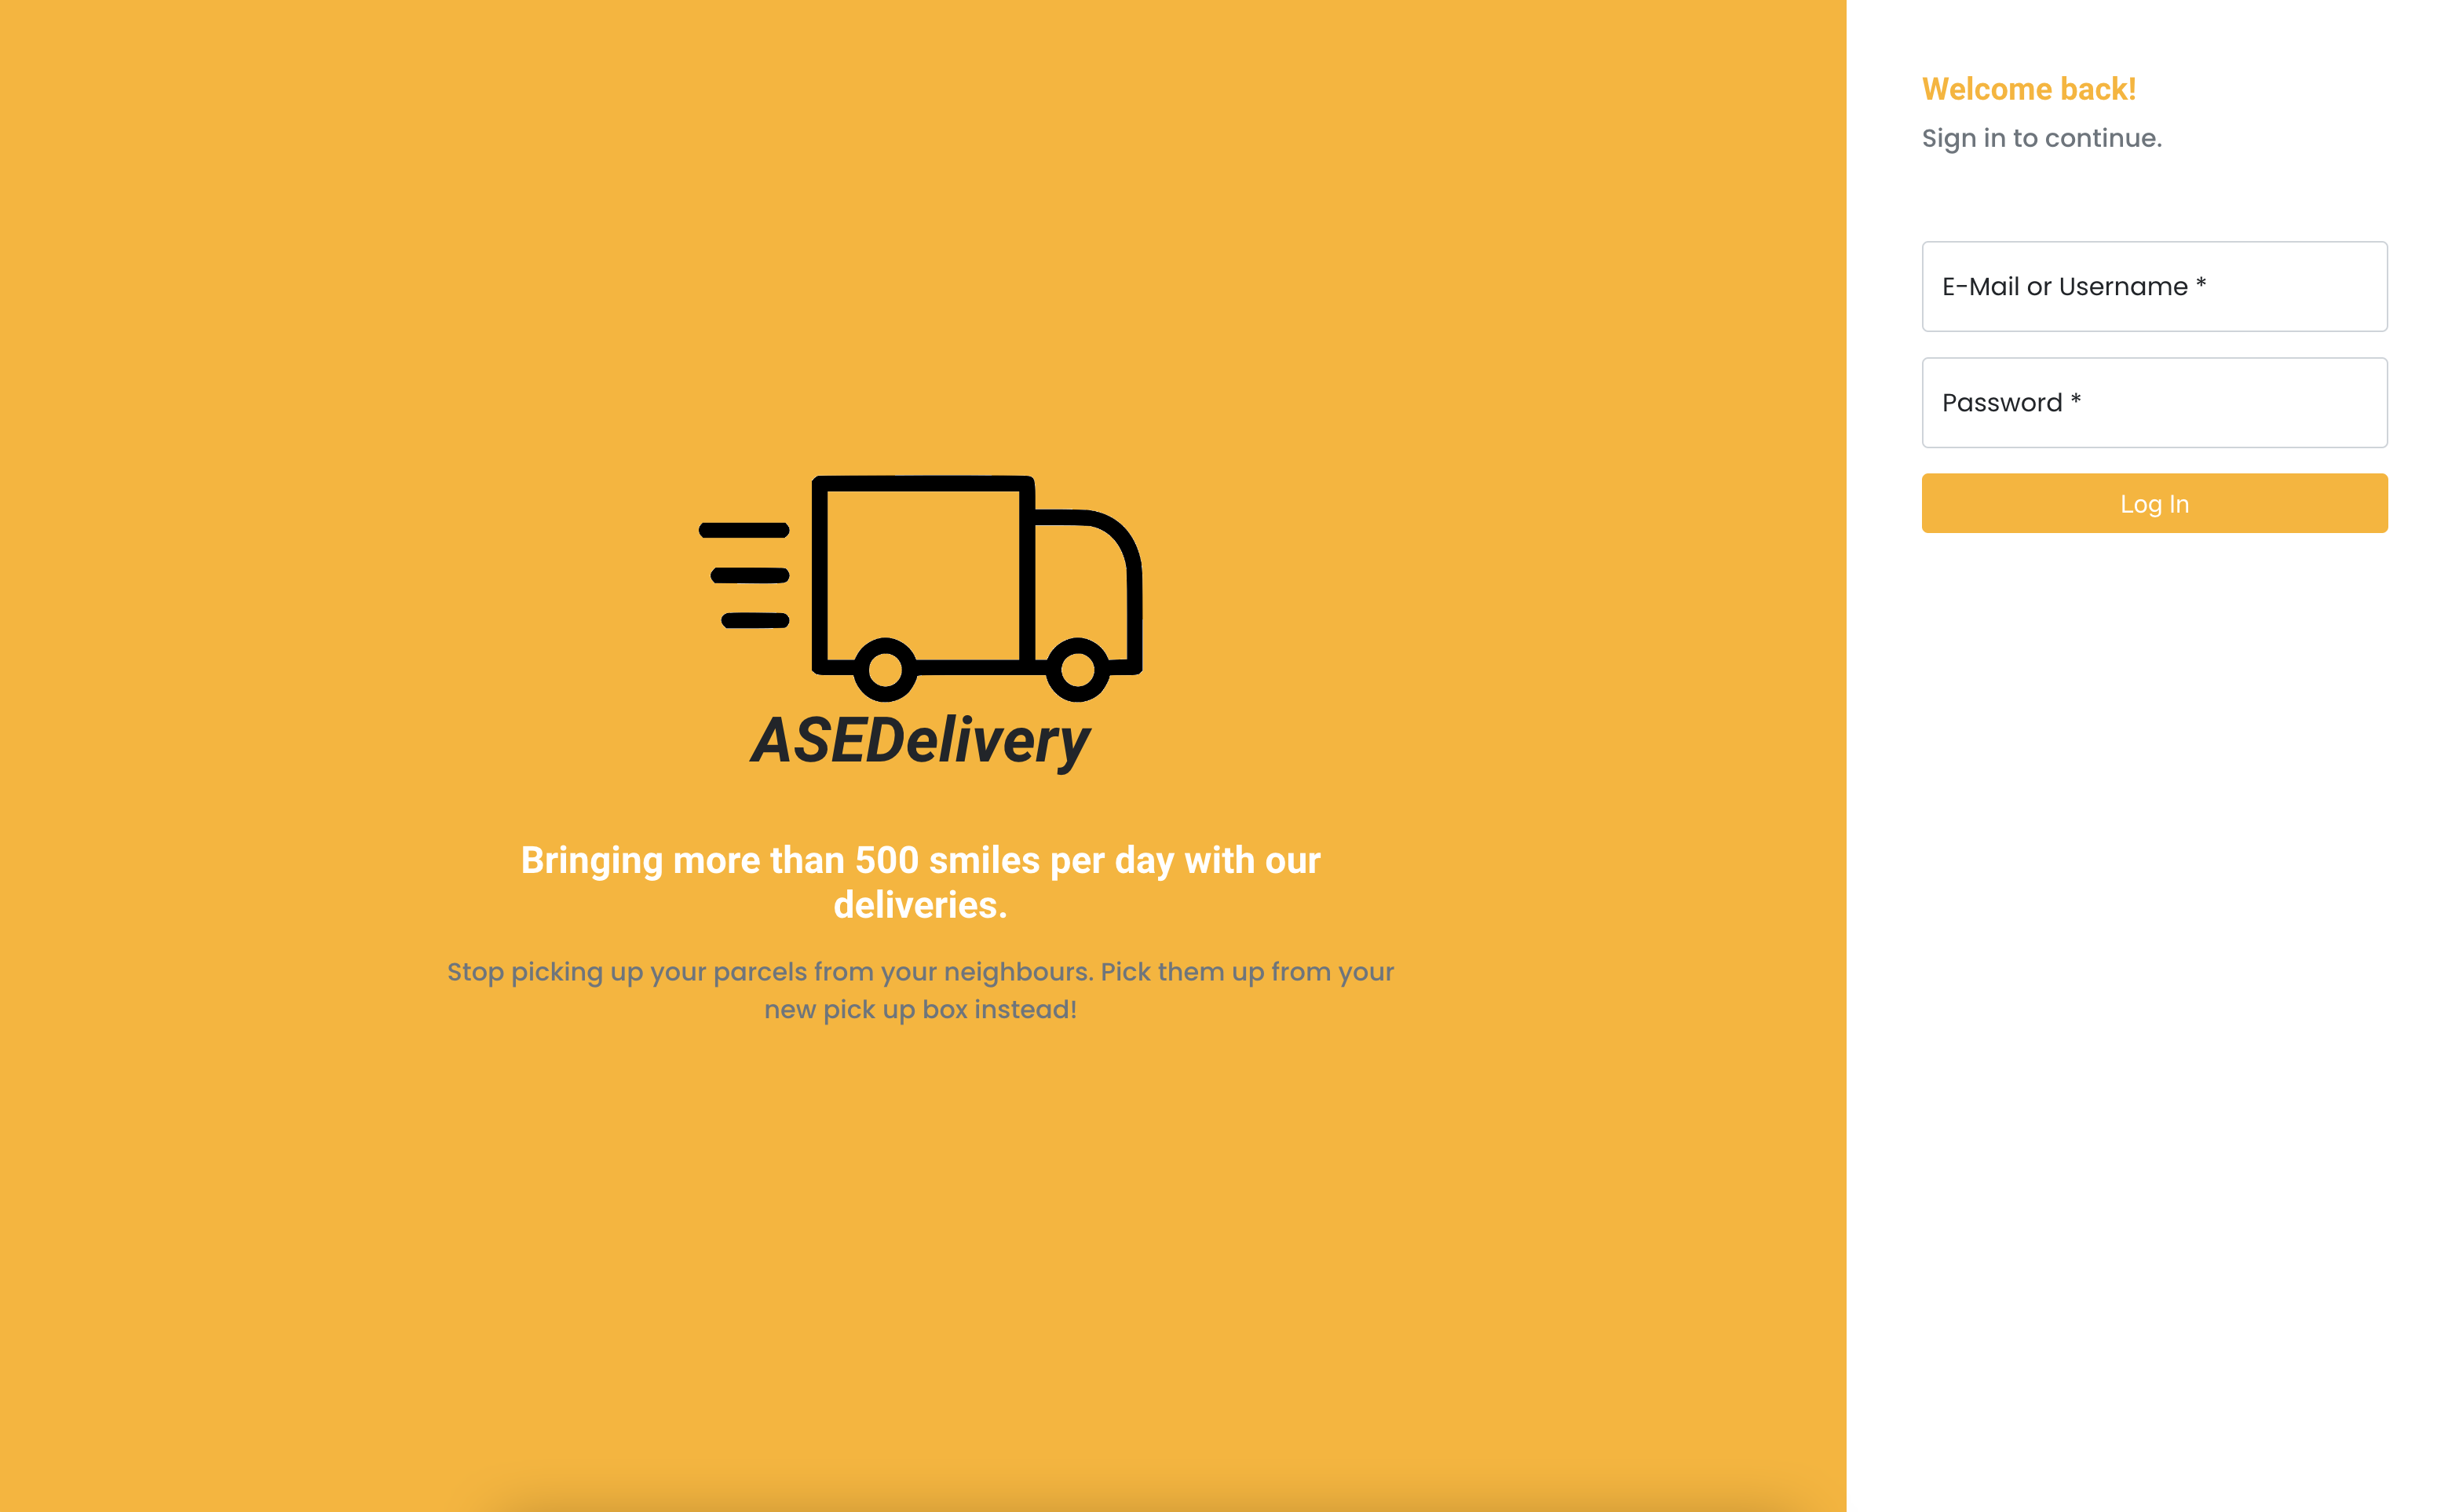 ASEDelivery
Bringing more than 500 smiles per day with our
deliveries.
Stop picking up your parcels from your neighbours. Pick them up from your
new pick up box instead!
Welcome back!
Sign in to continue.
E-Mail or Username *
Password *
Log In